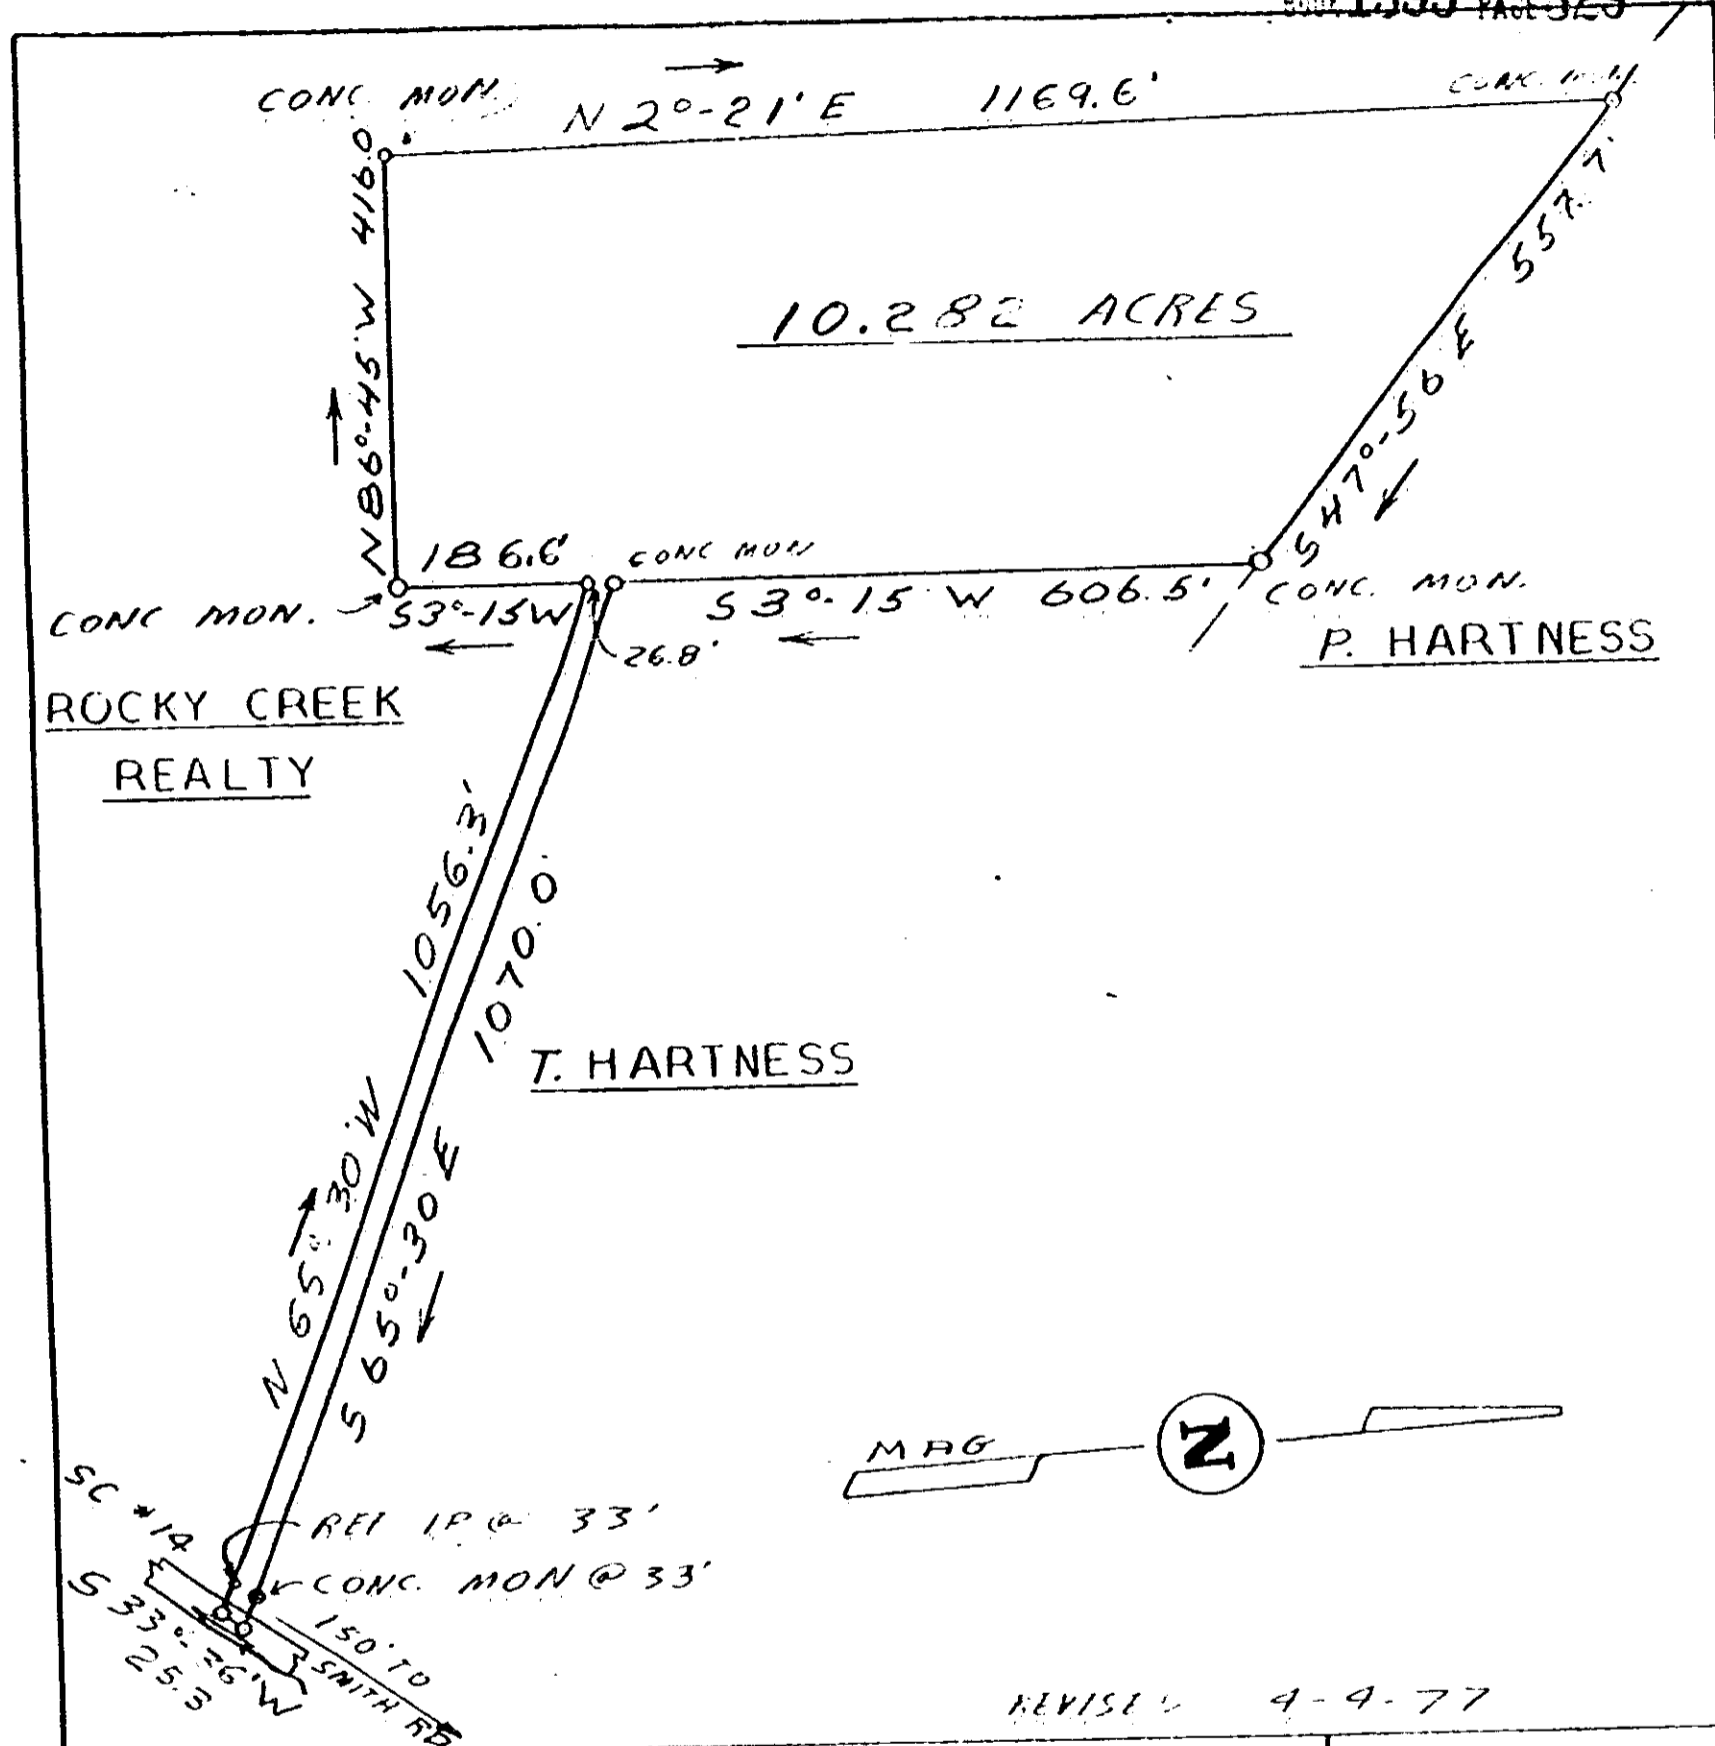 PAGE
CONC. MON.
N 2°-21' E 1169.6'
CONC. MON.
N 86°-45' W 416.0'
10.282 ACRES
S 47°-56 E 557.7'
186.6'
CONC MON
CONC MON.
S3°-15 W
26.8'
S 3°-15' W 606.5'
CONC. MON.
P. HARTNESS
ROCKY CREEK
REALTY
N 65° 30' W 1056.3'
S 65°-30 E 1070.0'
T. HARTNESS
MAG
N
SC #14
REF IP @ 33'
CONC. MON @ 33'
S 33°-36' W
25.3
150' TO
SMITH RD
REVISED 4-4-77